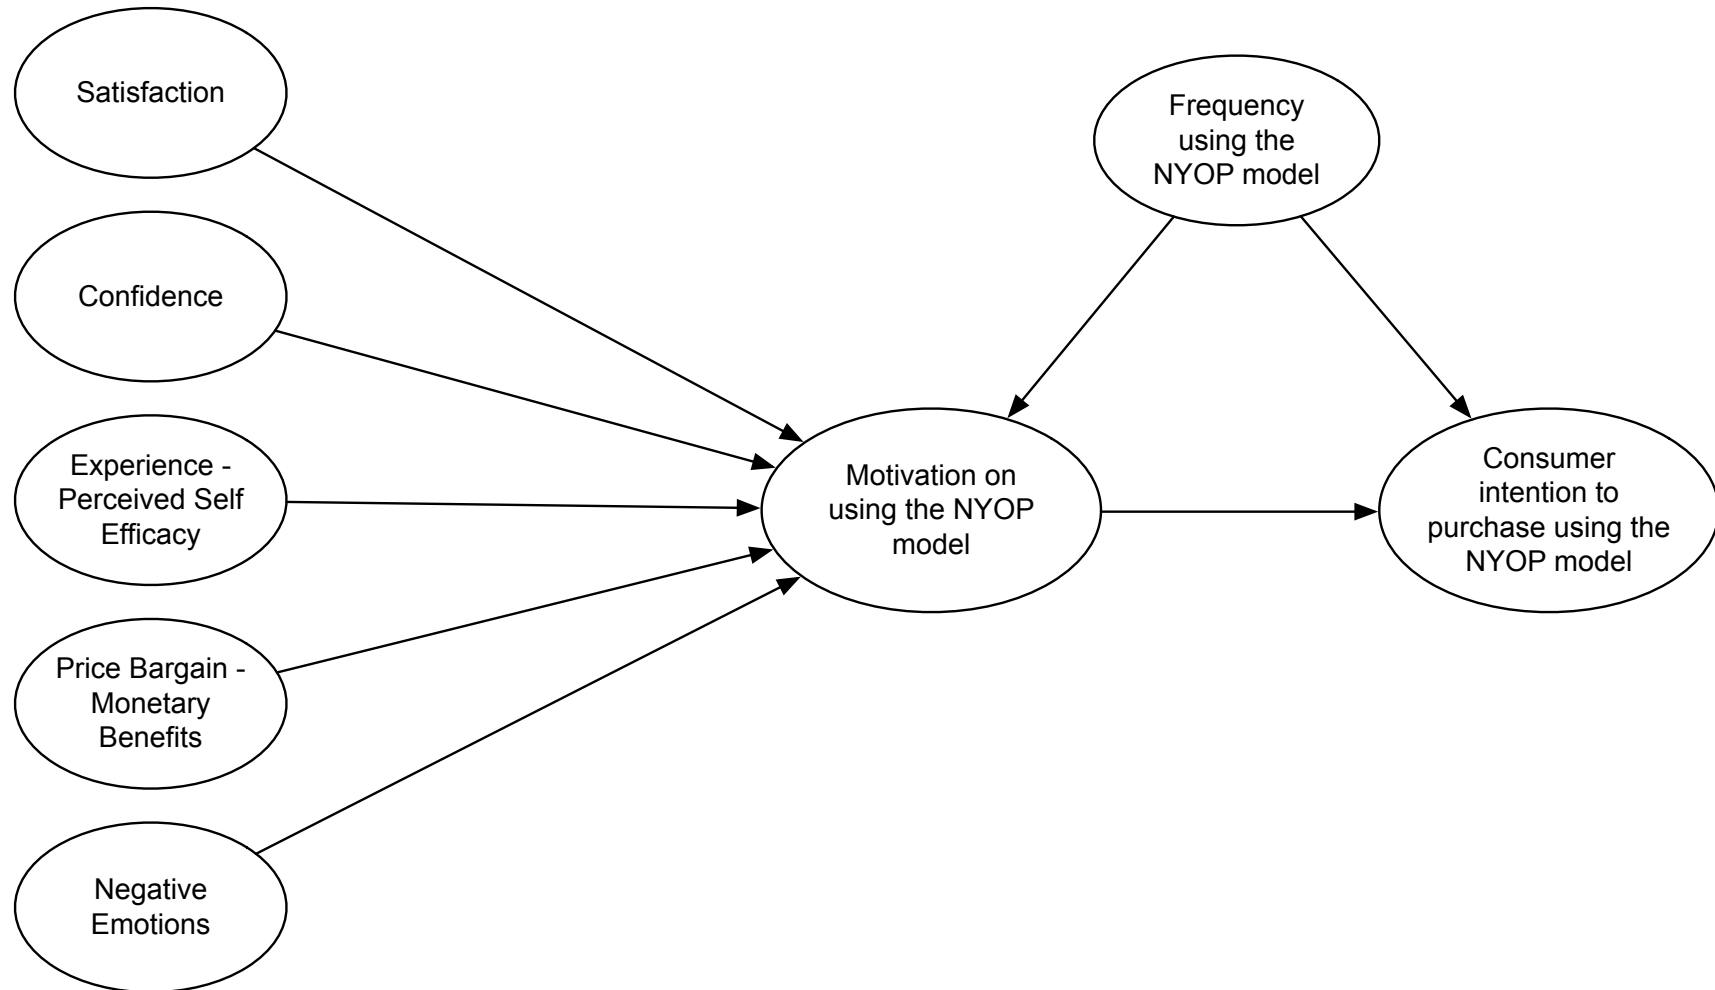 Satisfaction
Confidence
Experience -
Perceived Self
Efficacy
Price Bargain -
Monetary
Benefits
Negative
Emotions
Motivation on
using the NYOP
model
Frequency
using the
NYOP model
Consumer
intention to
purchase using the
NYOP model